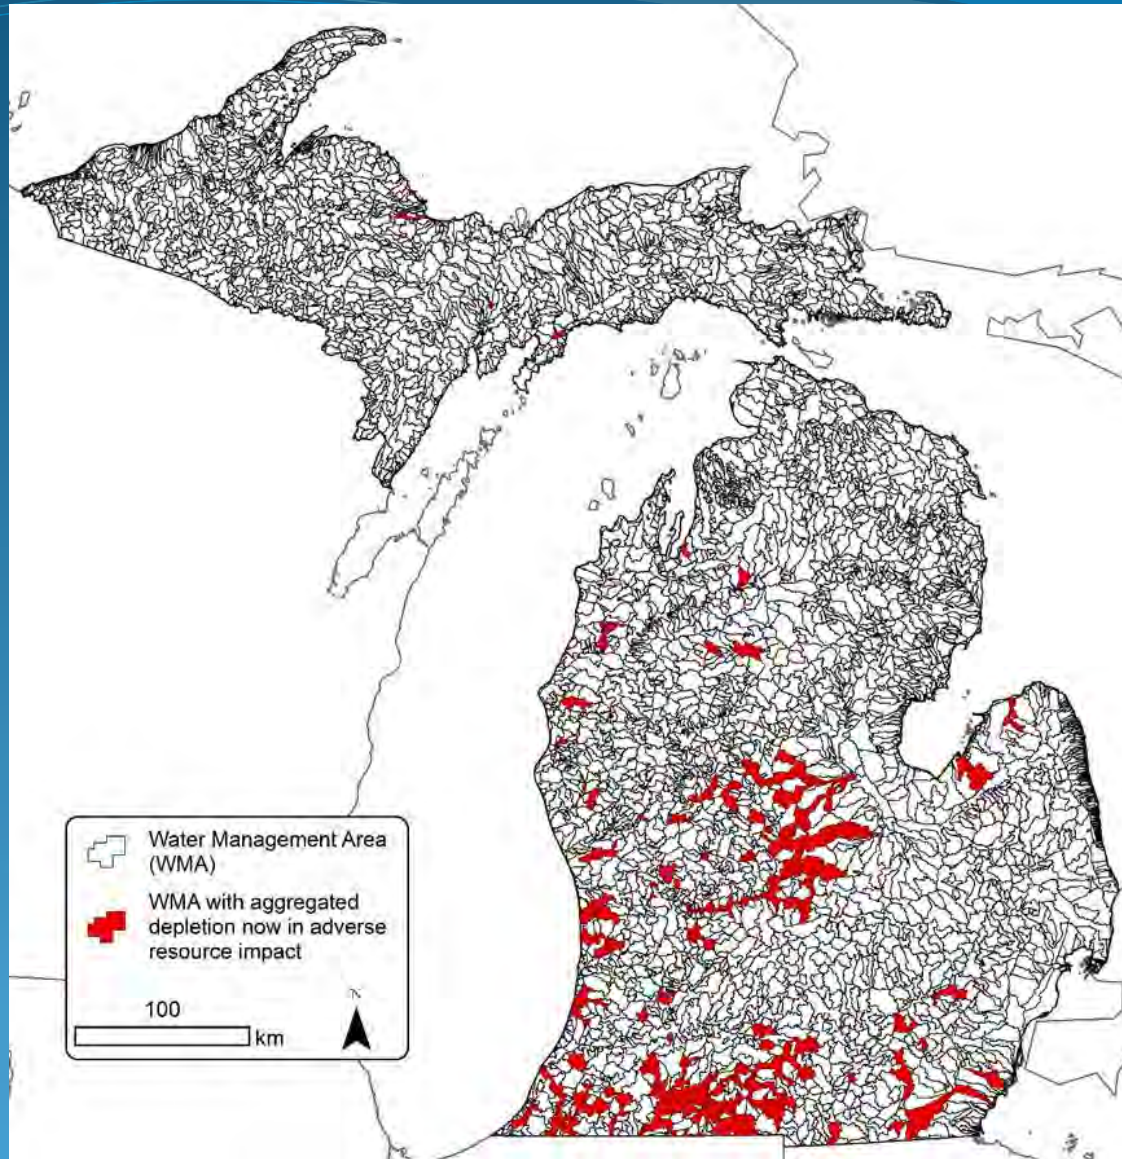 Water Management Area
(WMA)
WMA with aggregated
depletion now in adverse
resource impact
100
km